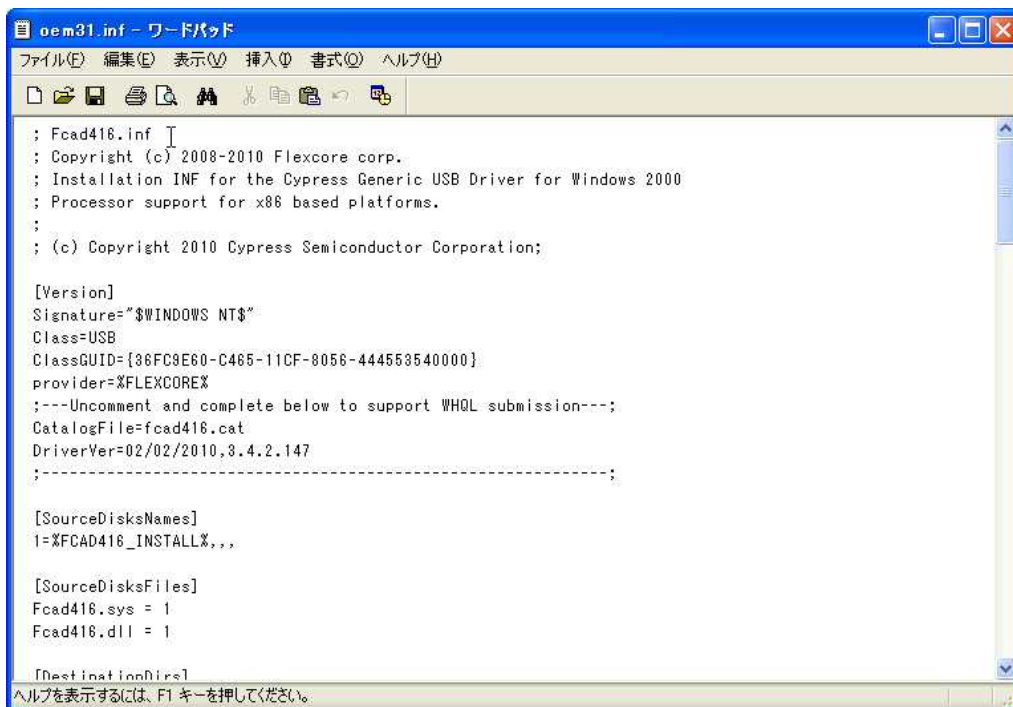 oem31.inf - ワードパッド
ファイル(F) 編集(E) 表示(V) 挿入(I) 書式(O) ヘルプ(H)
; Fcad416.inf
; Copyright (c) 2008-2010 Flexcore corp.
; Installation INF for the Cypress Generic USB Driver for Windows 2000
; Processor support for x86 based platforms.
;
; (c) Copyright 2010 Cypress Semiconductor Corporation;
[Version]
Signature="$WINDOWS NT$"
Class=USB
ClassGUID={36FC9E60-C465-11CF-8056-444553540000}
provider=%FLEXCORE%
;---Uncomment and complete below to support WHQL submission---;
CatalogFile=fcad416.cat
DriverVer=02/02/2010,3.4.2.147
;-------------------------------------------------------------;
[SourceDisksNames]
1=%FCAD416_INSTALL%,,,
[SourceDisksFiles]
Fcad416.sys = 1
Fcad416.dll = 1
[DestinationDirs]
ヘルプを表示するには、F1 キーを押してください。